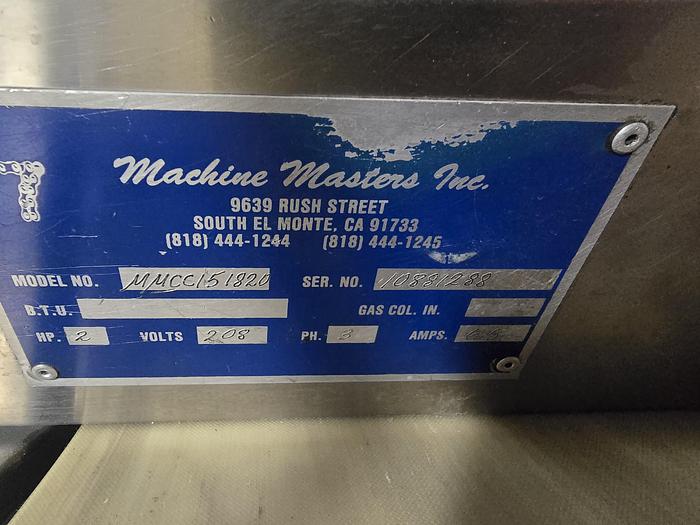 Machine Masters Inc.
9639 RUSH STREET
SOUTH EL MONTE, CA 91733
(818) 444-1244 (818) 444-1245
MODEL NO. MMCC151820 SER. NO. 10881288
B.T.U. GAS COL. IN.
HP. 2 VOLTS 208 PH. 3 AMPS.